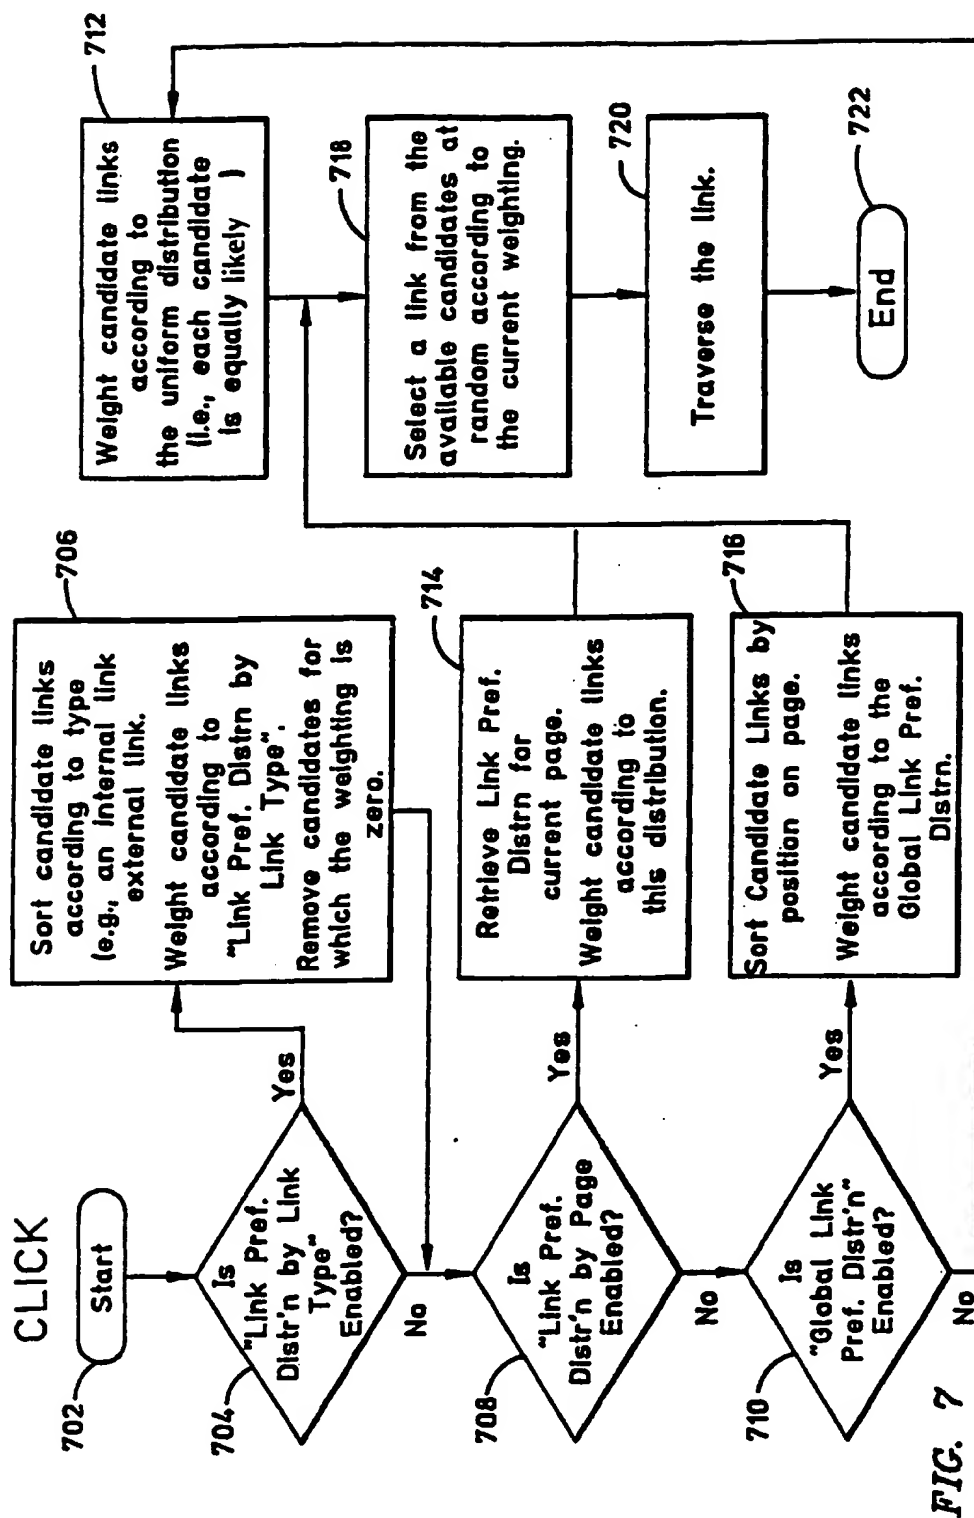 CLICK
702
Start
704
Is
"Link Pref.
Distr'n by Link
Type"
Enabled?
Yes
No
706
Sort candidate links
according to type
(e.g., an internal link
external link.
Weight candidate links
according to
"Link Pref. Distrn by
Link Type".
Remove candidates for
which the weighting is
zero.
708
Is
"Link Pref.
Distr'n by Page
Enabled?
Yes
No
714
Retrieve Link Pref.
Distrn for
current page.
Weight candidate links
according to
this distribution.
710
Is
"Global Link
Pref. Distr'n"
Enabled?
Yes
No
716
Sort Candidate Links by
position on page.
Weight candidate links
according to the
Global Link Pref.
Distrn.
712
Weight candidate links
according to
the uniform distribution
(i.e., each candidate
is equally likely )
718
Select a link from the
available candidates at
random according to
the current weighting.
720
Traverse the link.
722
End
FIG. 7